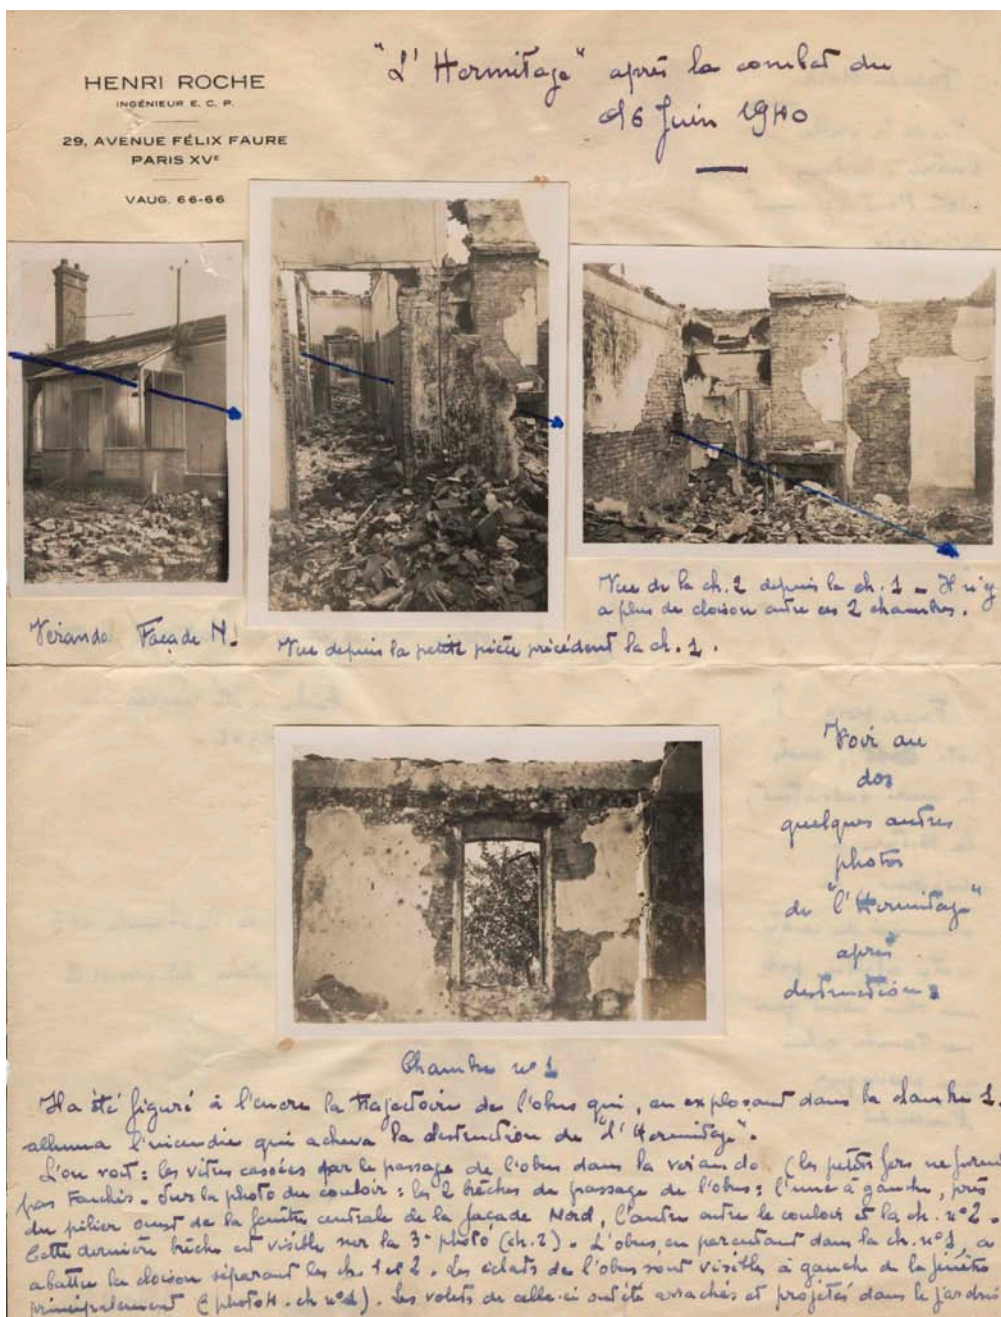 HENRI ROCHE
INGÉNIEUR E. C. P.
29, AVENUE FÉLIX FAURE
PARIS XVᴱ
VAUG. 66-66
"L'Hermitage" après le combat du
16 Juin 1940
Véranda Façade N.
Vue depuis la petite pièce précédent la ch. 1.
Vue de la ch. 2 depuis la ch. 1 - Il n'y
a plus de cloison entre ces 2 chambres.
Voir au
dos
quelques autres
photos
de "l'Hermitage"
après
destruction
Chambre nº 1
Il a été figuré à l'encre la trajectoire de l'obus qui, en explosant dans la chambre 1,
alluma l'incendie qui acheva la destruction de "l'Hermitage".
L'on voit : les vitres cassées par le passage de l'obus dans la véranda (les petits fers ne furent
pas fauchés - Sur la photo du couloir : les 2 brèches de passage de l'obus : l'une à gauche, près
du pilier ouest de la fenêtre centrale de la façade Nord, l'autre entre le couloir et la ch. nº 2 -
Cette dernière brèche est visible sur la 3ᵉ photo (ch. 2). L'obus, en percutant dans la ch. nº 1, a
abattu la cloison séparant les ch. 1 et 2. Les éclats de l'obus sont visibles à gauche de la fenêtre
principalement (photo 4. ch nº 1). Les volets de celle-ci ont été arrachés et projetés dans le jardin